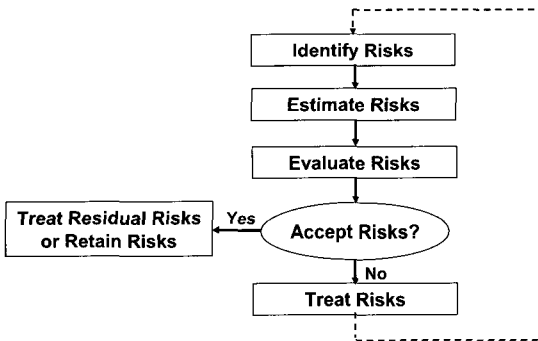 Identify Risks
Estimate Risks
Evaluate Risks
Treat Residual Risks
or Retain Risks
Yes
Accept Risks?
No
Treat Risks